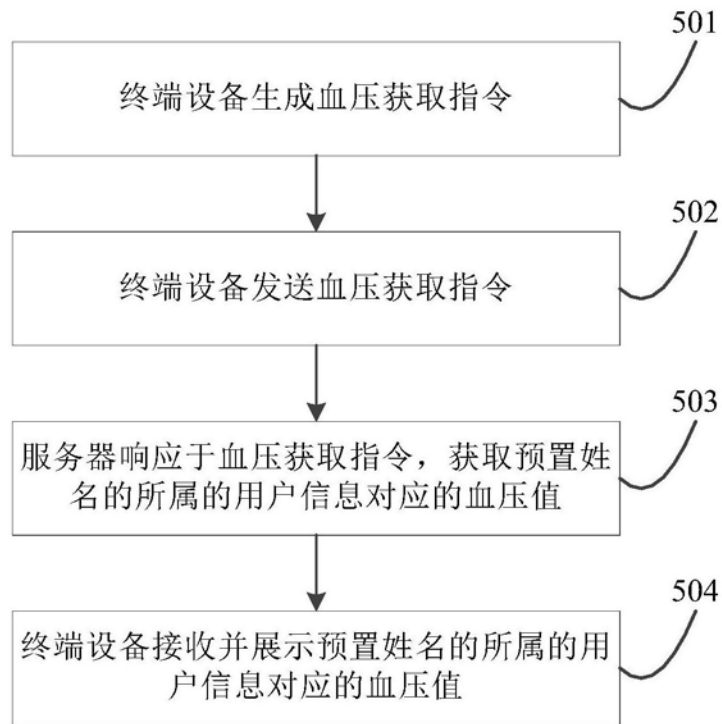 501
终端设备生成血压获取指令
502
终端设备发送血压获取指令
503
服务器响应于血压获取指令，获取预置姓
名的所属的用户信息对应的血压值
504
终端设备接收并展示预置姓名的所属的用
户信息对应的血压值